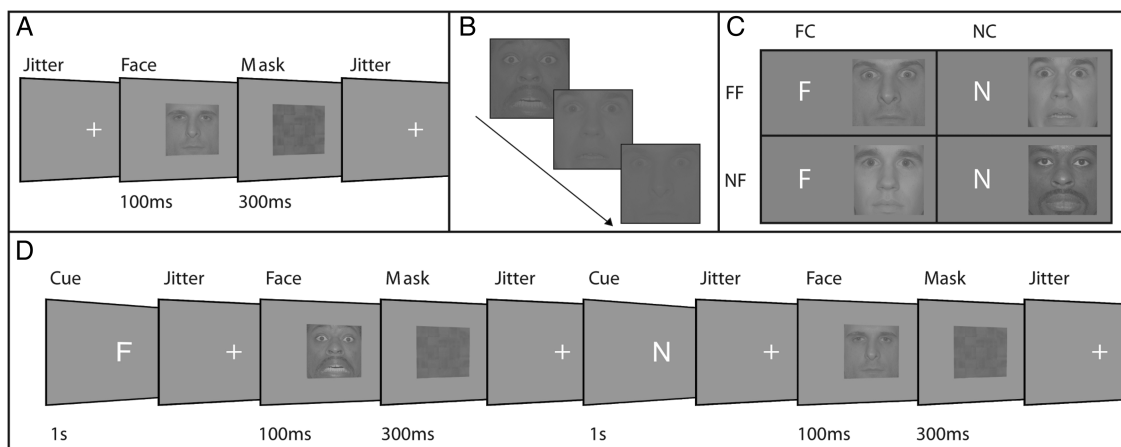 A
Jitter Face Mask Jitter
+ +
100ms 300ms
B
C
FC NC
FF F N
NF F N
D
Cue Jitter Face Mask Jitter Cue Jitter Face Mask Jitter
F + + N + +
1s 100ms 300ms 1s 100ms 300ms